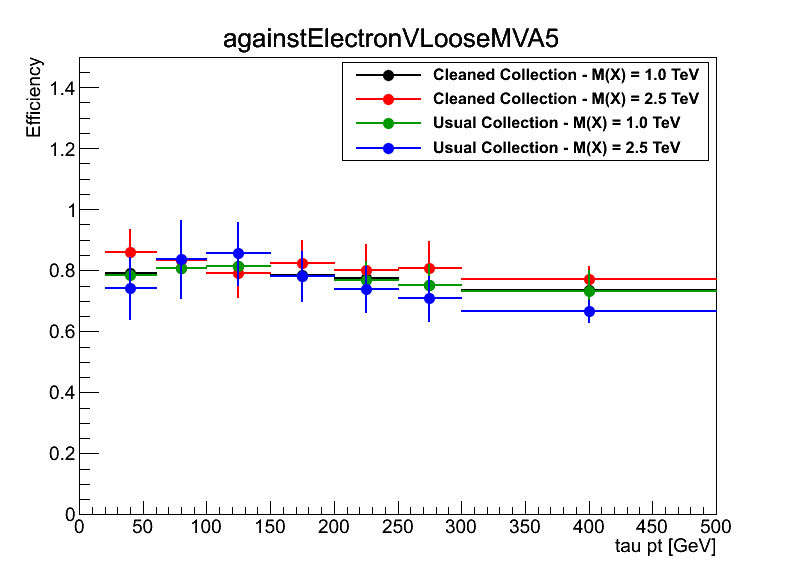 againstElectronVLooseMVA5
Efficiency
Cleaned Collection - M(X) = 1.0 TeV
Cleaned Collection - M(X) = 2.5 TeV
Usual Collection - M(X) = 1.0 TeV
Usual Collection - M(X) = 2.5 TeV
1.4
1.2
1
0.8
0.6
0.4
0.2
0
0 50 100 150 200 250 300 350 400 450 500
tau pt [GeV]